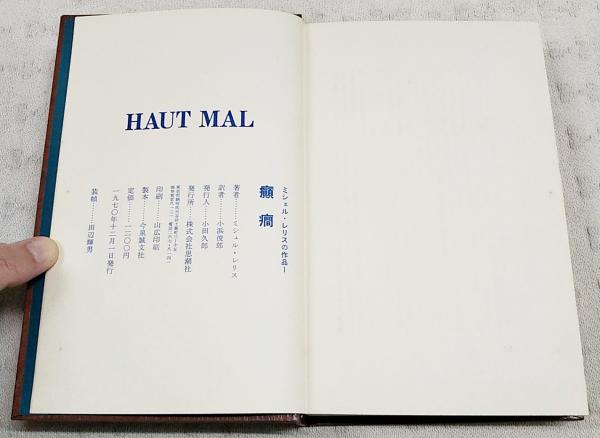 HAUT MAL
ミシェル・レリスの作品1
癲癇
著者………ミシェル・レリス
訳者………小浜俊郎
発行人……小田久郎
発行所……株式会社思潮社
印刷………山広印刷
製本………今泉誠文社
定価………一二〇〇円
一九七〇年十二月一日発行
装幀………田辺輝男